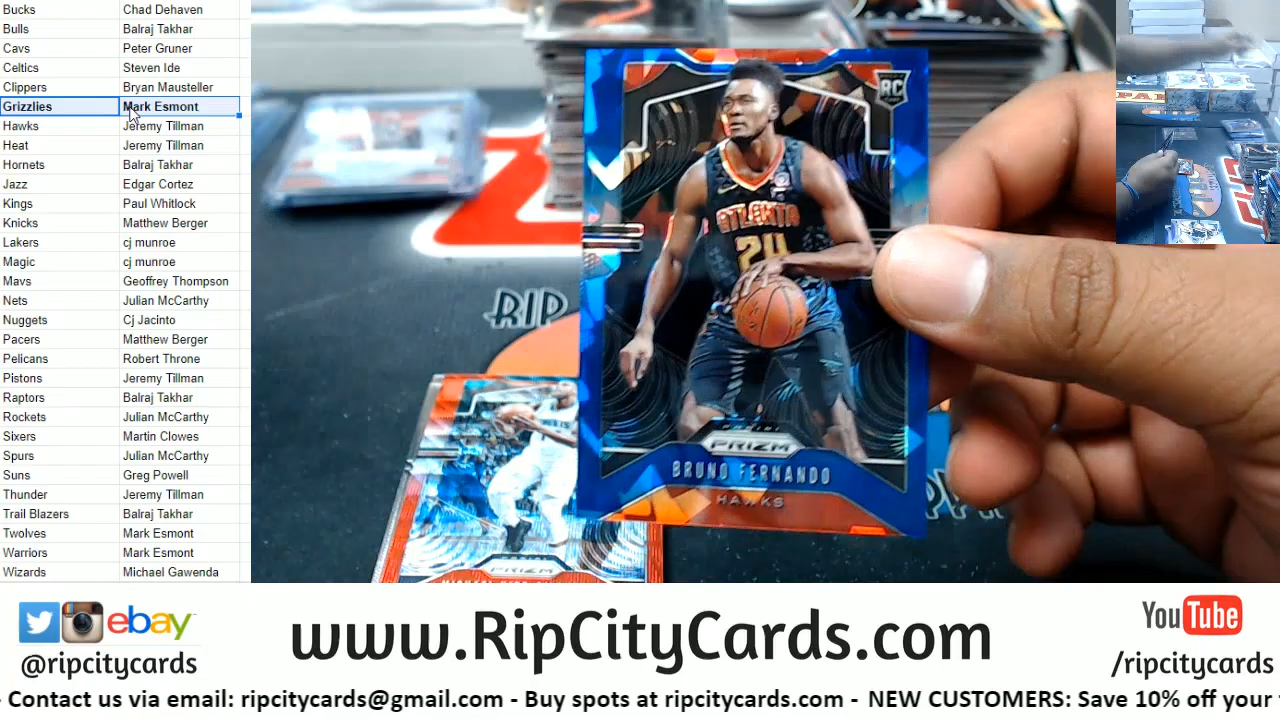 Bucks Chad Dehaven
Bulls Balraj Takhar
Cavs Peter Gruner
Celtics Steven Ide
Clippers Bryan Mausteller
Grizzlies Mark Esmont
Hawks Jeremy Tillman
Heat Jeremy Tillman
Hornets Balraj Takhar
Jazz Edgar Cortez
Kings Paul Whitlock
Knicks Matthew Berger
Lakers cj munroe
Magic cj munroe
Mavs Geoffrey Thompson
Nets Julian McCarthy
Nuggets Cj Jacinto
Pacers Matthew Berger
Pelicans Robert Throne
Pistons Jeremy Tillman
Raptors Balraj Takhar
Rockets Julian McCarthy
Sixers Martin Clowes
Spurs Julian McCarthy
Suns Greg Powell
Thunder Jeremy Tillman
Trail Blazers Balraj Takhar
Twolves Mark Esmont
Warriors Mark Esmont
Wizards Michael Gawenda
RC
ATLANTA
24
PANINI
PRIZM
BRUNO FERNANDO
HAWKS
RIP
PRIZM
ebay
@ripcitycards
www.RipCityCards.com
YouTube
/ripcitycards
- Contact us via email: ripcitycards@gmail.com - Buy spots at ripcitycards.com - NEW CUSTOMERS: Save 10% off your